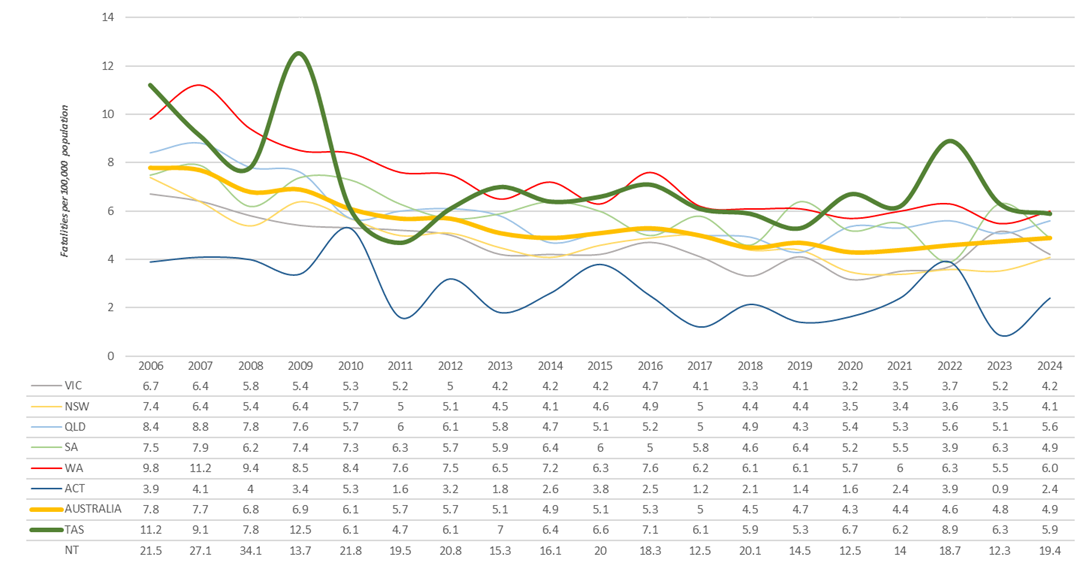 14
12
10
8
6
4
2
0
Fatalities per 100,000 population
2006 2007 2008 2009 2010 2011 2012 2013 2014 2015 2016 2017 2018 2019 2020 2021 2022 2023 2024
VIC 6.7 6.4 5.8 5.4 5.3 5.2 5 4.2 4.2 4.2 4.7 4.1 3.3 4.1 3.2 3.5 3.7 5.2 4.2
NSW 7.4 6.4 5.4 6.4 5.7 5 5.1 4.5 4.1 4.6 4.9 5 4.4 4.4 3.5 3.4 3.6 3.5 4.1
QLD 8.4 8.8 7.8 7.6 5.7 6 6.1 5.8 4.7 5.1 5.2 5 4.9 4.3 5.4 5.3 5.6 5.1 5.6
SA 7.5 7.9 6.2 7.4 7.3 6.3 5.7 5.9 6.4 6 5 5.8 4.6 6.4 5.2 5.5 3.9 6.3 4.9
WA 9.8 11.2 9.4 8.5 8.4 7.6 7.5 6.5 7.2 6.3 7.6 6.2 6.1 6.1 5.7 6 6.3 5.5 6.0
ACT 3.9 4.1 4 3.4 5.3 1.6 3.2 1.8 2.6 3.8 2.5 1.2 2.1 1.4 1.6 2.4 3.9 0.9 2.4
AUSTRALIA 7.8 7.7 6.8 6.9 6.1 5.7 5.7 5.1 4.9 5.1 5.3 5 4.5 4.7 4.3 4.4 4.6 4.8 4.9
TAS 11.2 9.1 7.8 12.5 6.1 4.7 6.1 7 6.4 6.6 7.1 6.1 5.9 5.3 6.7 6.2 8.9 6.3 5.9
NT 21.5 27.1 34.1 13.7 21.8 19.5 20.8 15.3 16.1 20 18.3 12.5 20.1 14.5 12.5 14 18.7 12.3 19.4